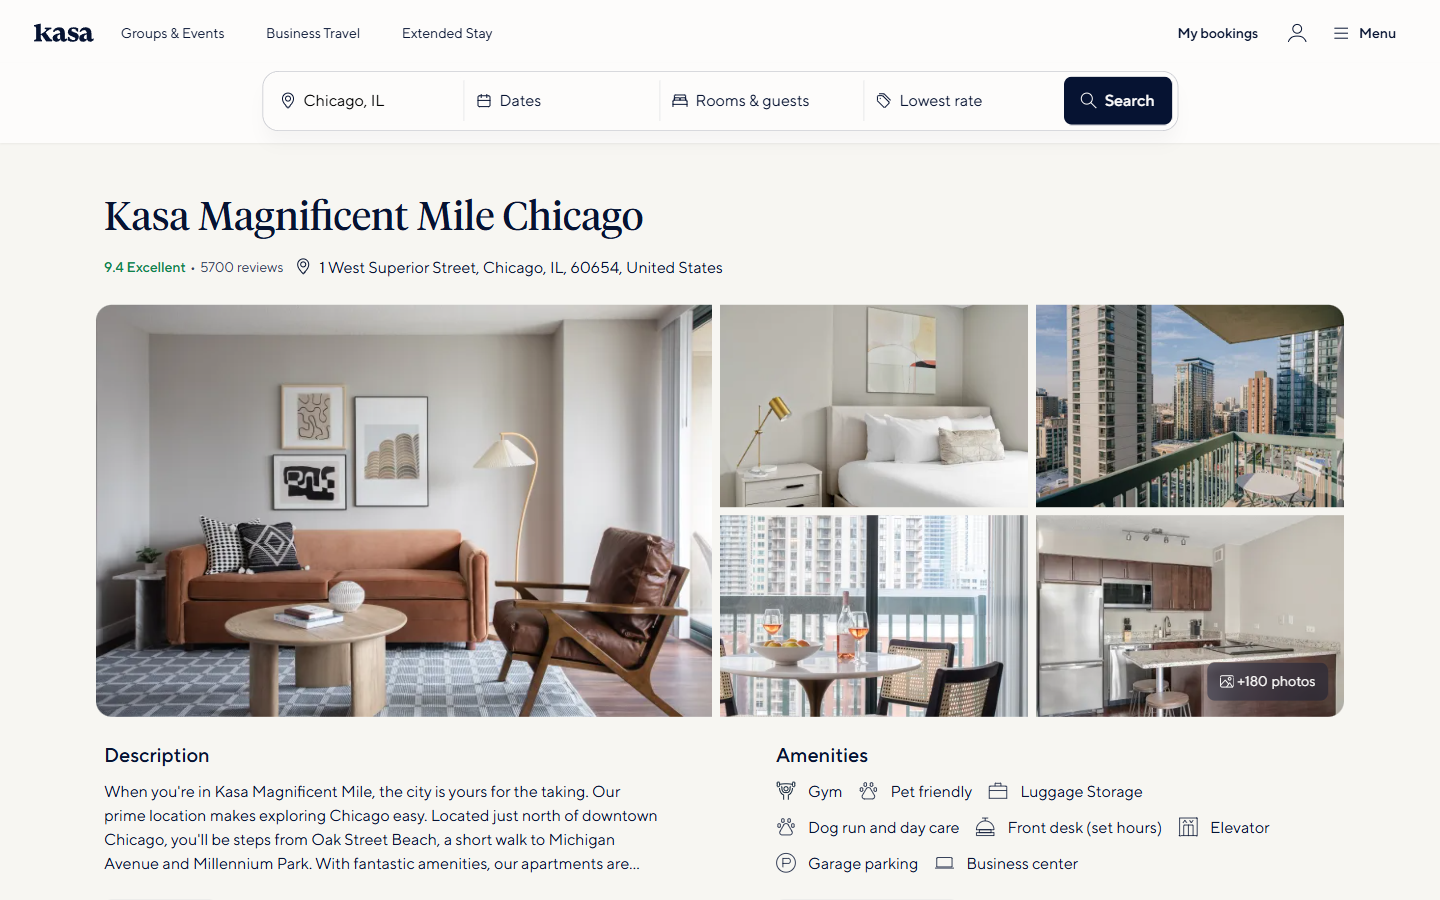 kasa
Groups & Events
Business Travel
Extended Stay
My bookings
Menu
Chicago, IL
Dates
Rooms & guests
Lowest rate
Search
Kasa Magnificent Mile Chicago
9.4 Excellent • 5700 reviews
1 West Superior Street, Chicago, IL, 60654, United States
+180 photos
Description
When you're in Kasa Magnificent Mile, the city is yours for the taking. Our
prime location makes exploring Chicago easy. Located just north of downtown
Chicago, you'll be steps from Oak Street Beach, a short walk to Michigan
Avenue and Millennium Park. With fantastic amenities, our apartments are...
Amenities
Gym
Pet friendly
Luggage Storage
Dog run and day care
Front desk (set hours)
Elevator
Garage parking
Business center